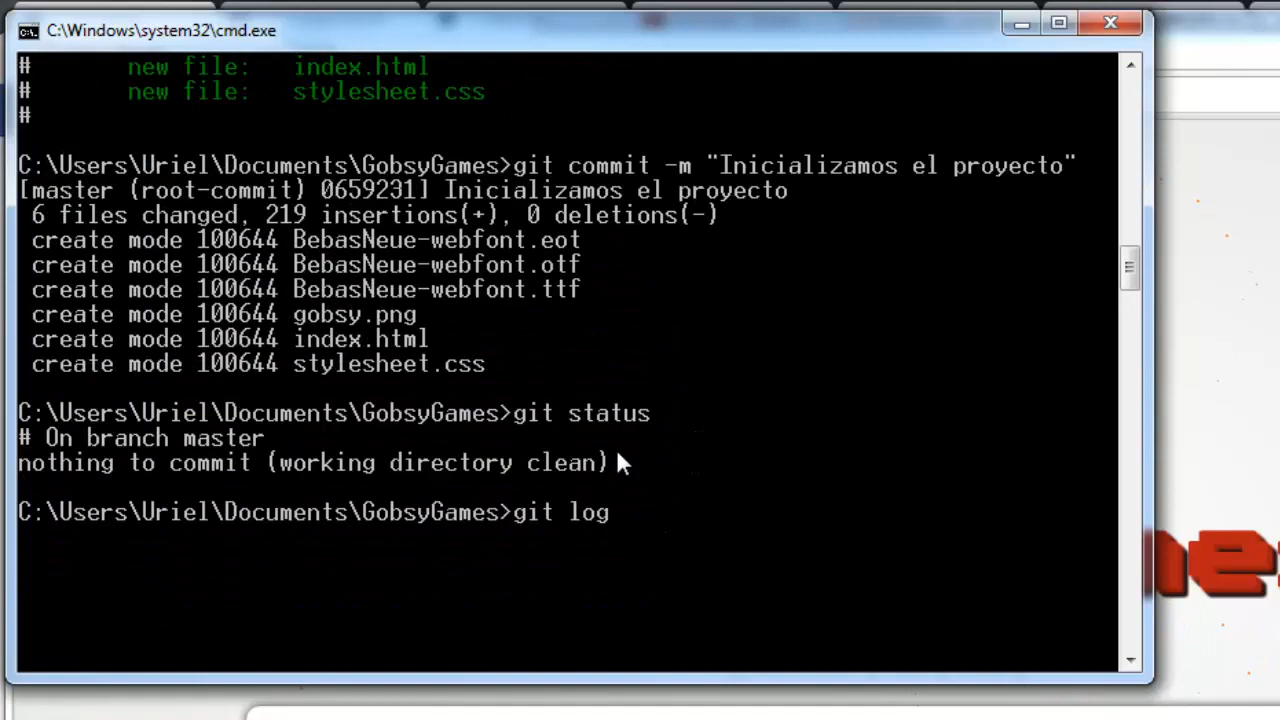 C:\Windows\system32\cmd.exe
#       new file:   index.html
#       new file:   stylesheet.css
#
C:\Users\Uriel\Documents\GobsyGames>git commit -m "Inicializamos el proyecto"
[master (root-commit) 0659231] Inicializamos el proyecto
 6 files changed, 219 insertions(+), 0 deletions(-)
 create mode 100644 BebasNeue-webfont.eot
 create mode 100644 BebasNeue-webfont.otf
 create mode 100644 BebasNeue-webfont.ttf
 create mode 100644 gobsy.png
 create mode 100644 index.html
 create mode 100644 stylesheet.css
C:\Users\Uriel\Documents\GobsyGames>git status
# On branch master
nothing to commit (working directory clean)
C:\Users\Uriel\Documents\GobsyGames>git log